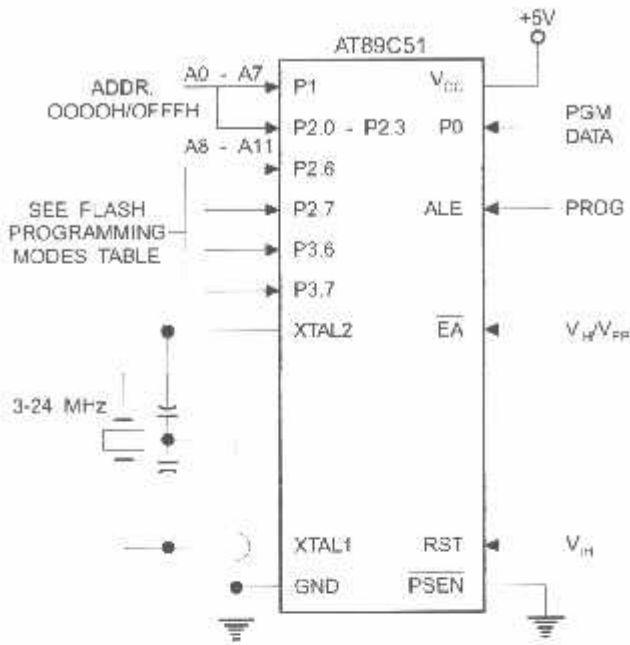 +5V
AT89C51
A0 - A7
ADDR.
OOOOH/OFFFH
A8 - A11
P1
VCC
P2.0 - P2.3
P0
PGM
DATA
P2.6
SEE FLASH
PROGRAMMING
MODES TABLE
P2.7
ALE
PROG
P3.6
P3.7
XTAL2
EA
VIH/VPP
3-24 MHz
XTAL1
RST
VIH
GND
PSEN